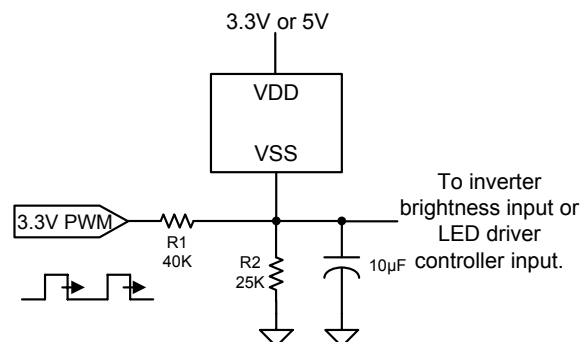 3.3V or 5V
VDD
VSS
3.3V PWM
R1
40K
R2
25K
10µF
To inverter
brightness input or
LED driver
controller input.